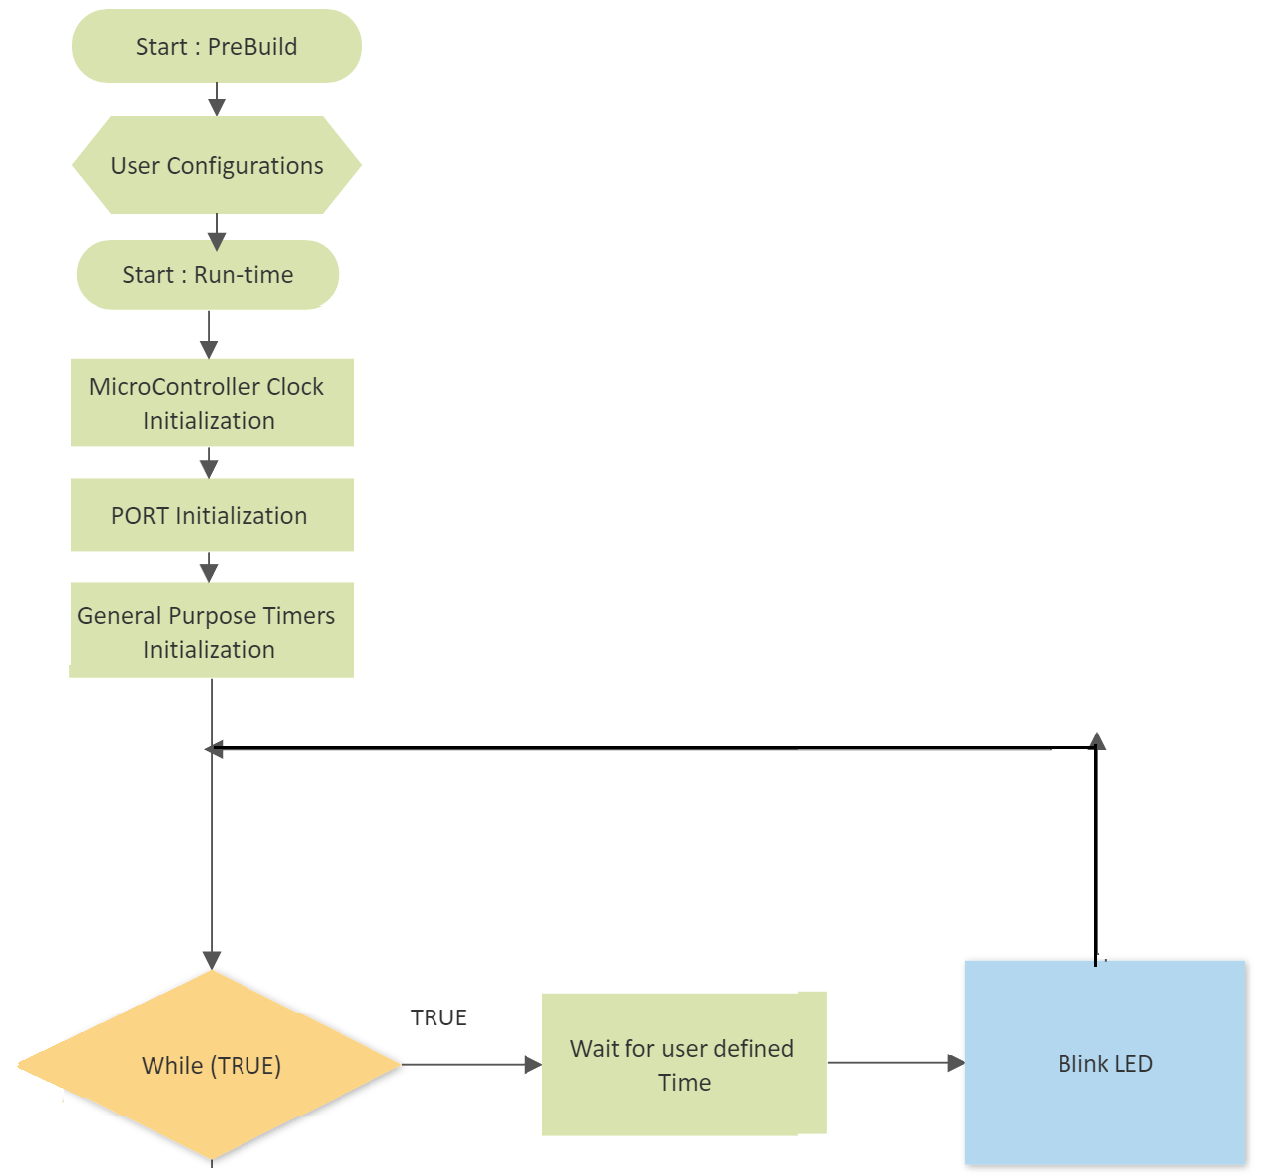 Start : PreBuild
User Configurations
Start : Run-time
MicroController Clock
Initialization
PORT Initialization
General Purpose Timers
Initialization
While (TRUE)
TRUE
Wait for user defined
Time
Blink LED